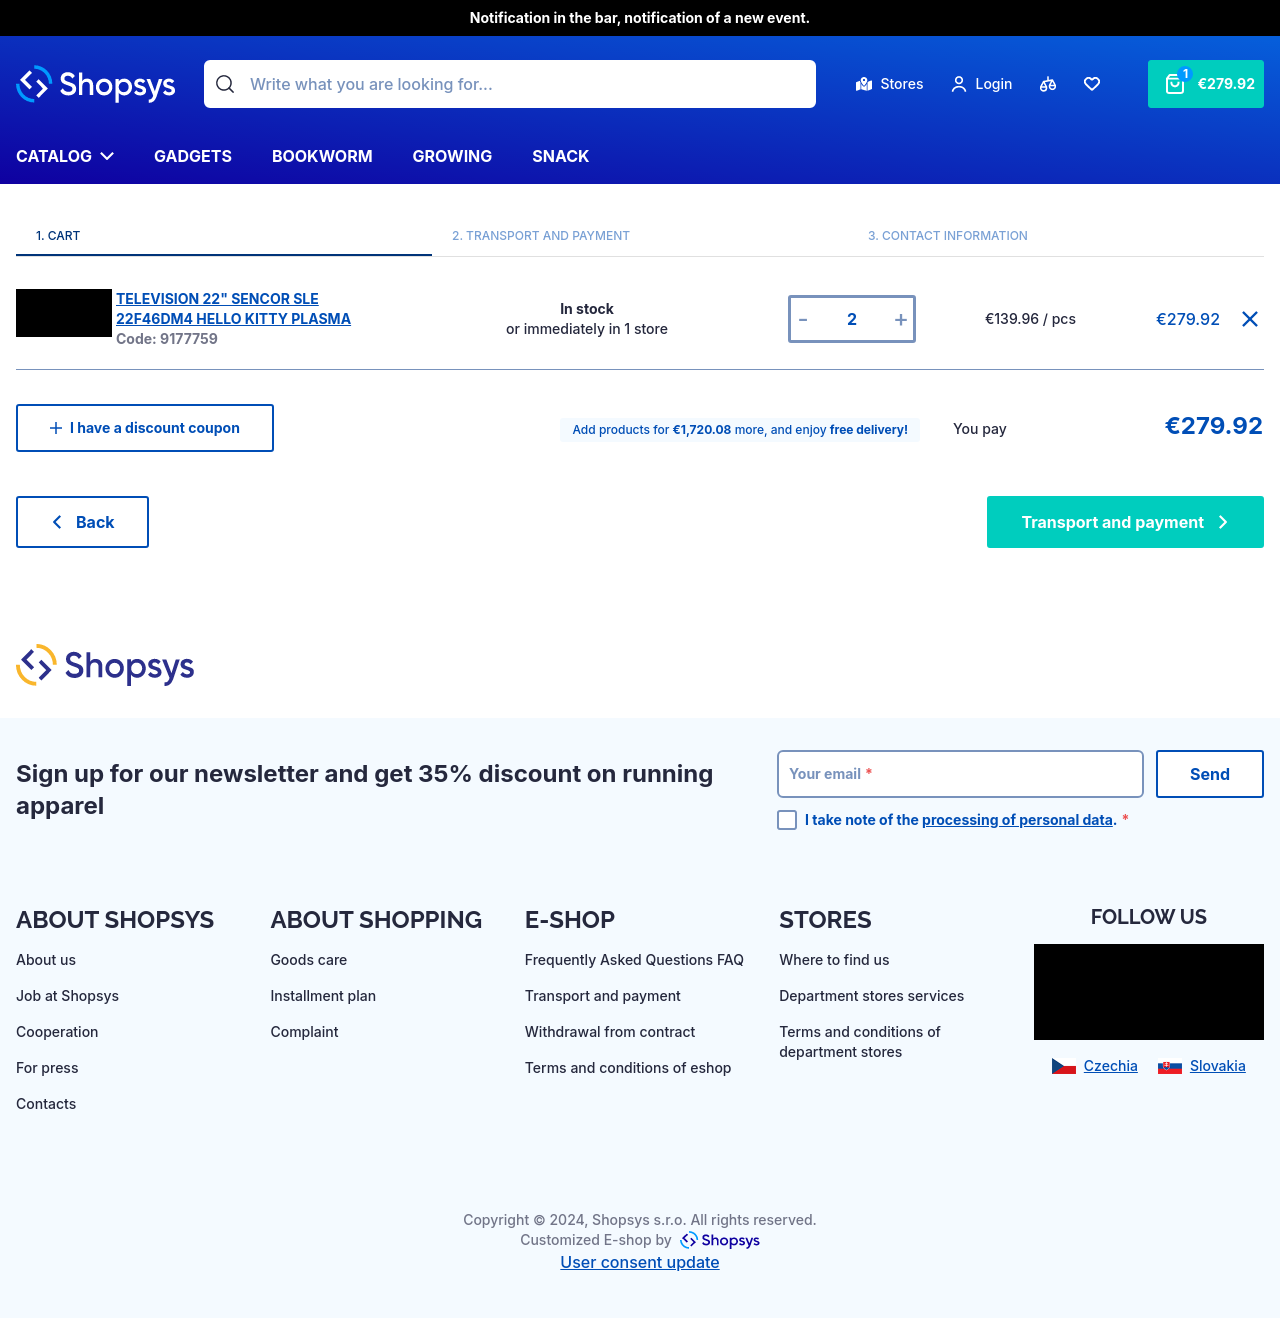 Notification in the bar, notification of a new event.
Shopsys
Write what you are looking for...
Stores
Login
1
€279.92
CATALOG
GADGETS
BOOKWORM
GROWING
SNACK
1. CART
2. TRANSPORT AND PAYMENT
3. CONTACT INFORMATION
TELEVISION 22" SENCOR SLE
22F46DM4 HELLO KITTY PLASMA
Code: 9177759
In stock
or immediately in 1 store
- 2 +
€139.96 / pcs
€279.92
+ I have a discount coupon
Add products for €1,720.08 more, and enjoy free delivery!
You pay
€279.92
Back
Transport and payment
Shopsys
Sign up for our newsletter and get 35% discount on running
apparel
Your email *
Send
I take note of the processing of personal data. *
ABOUT SHOPSYS
About us
Job at Shopsys
Cooperation
For press
Contacts
ABOUT SHOPPING
Goods care
Installment plan
Complaint
E-SHOP
Frequently Asked Questions FAQ
Transport and payment
Withdrawal from contract
Terms and conditions of eshop
STORES
Where to find us
Department stores services
Terms and conditions of
department stores
FOLLOW US
Czechia
Slovakia
Copyright © 2024, Shopsys s.r.o. All rights reserved.
Customized E-shop by Shopsys
User consent update